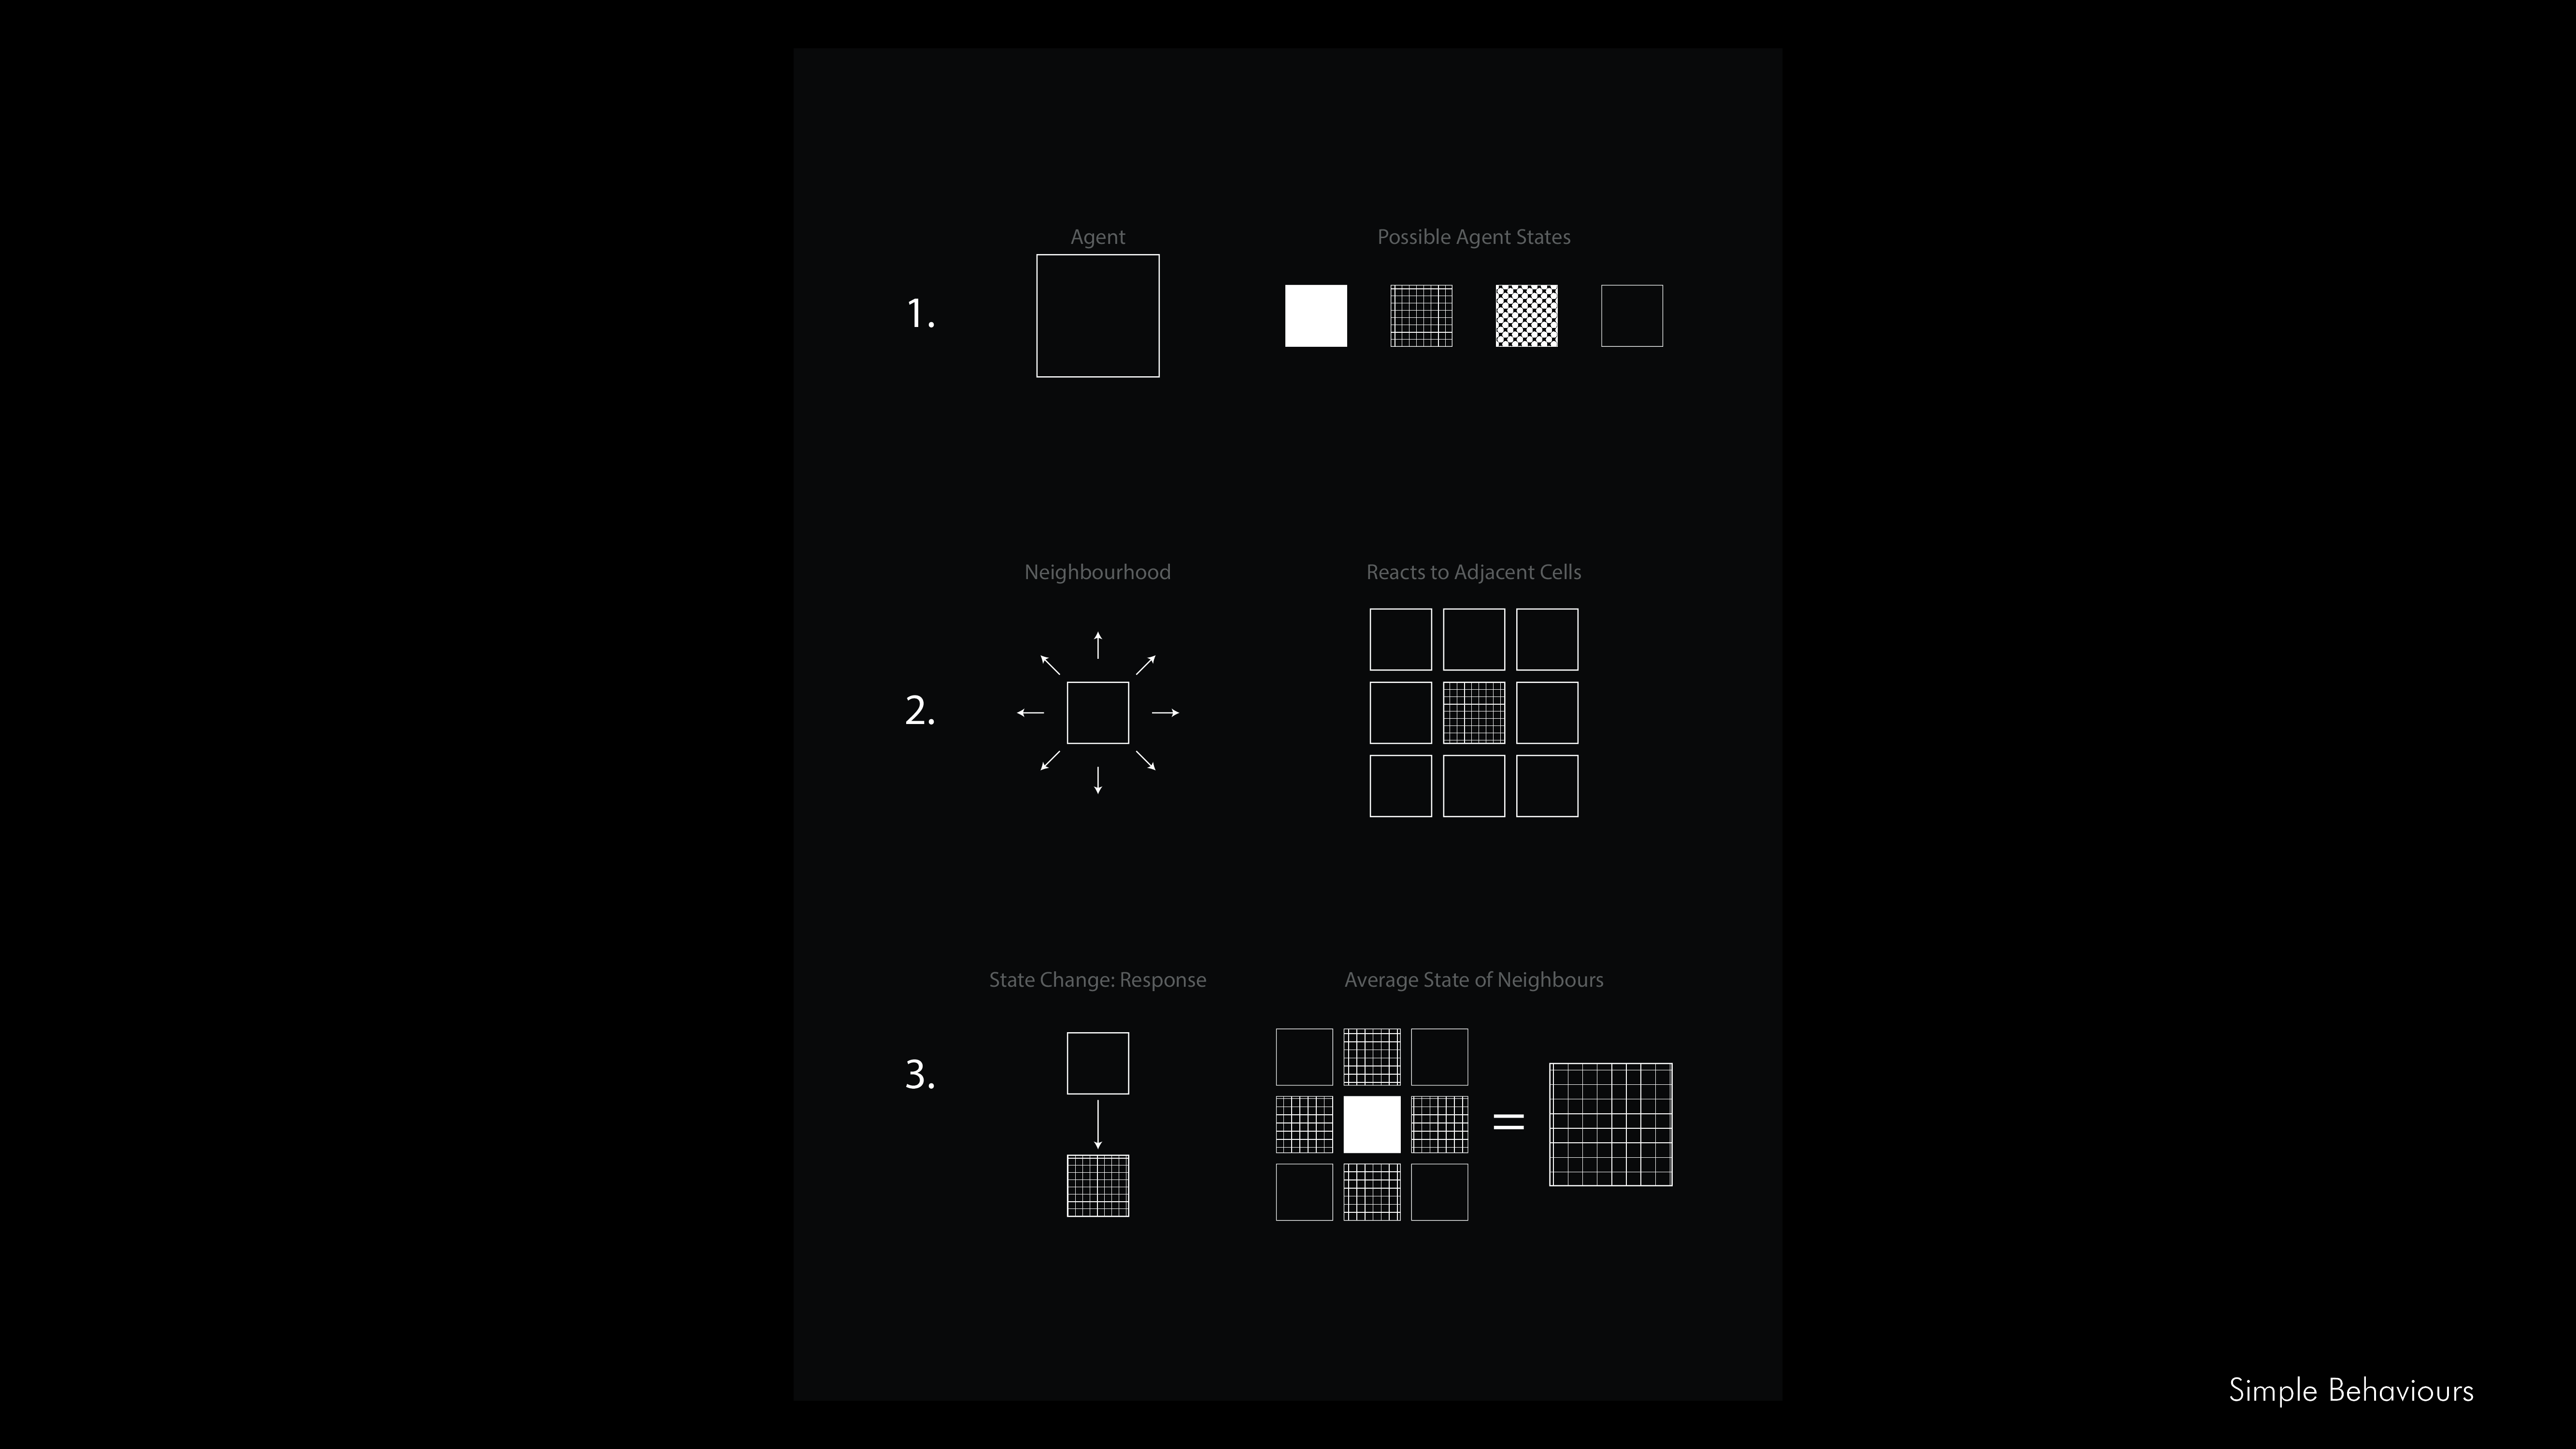 Agent
Possible Agent States
1.
Neighbourhood
Reacts to Adjacent Cells
2.
State Change: Response
Average State of Neighbours
3.
=
Simple Behaviours